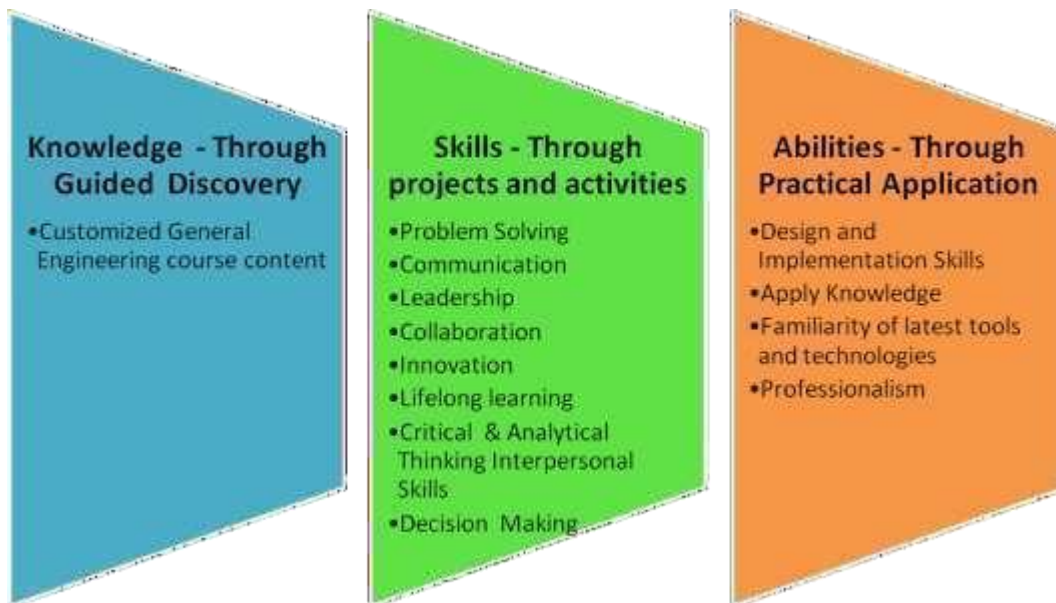 Knowledge - Through
Guided Discovery
•Customized General
Engineering course content
Skills - Through
projects and activities
•Problem Solving
•Communication
•Leadership
•Collaboration
•Innovation
•Lifelong learning
•Critical & Analytical
Thinking Interpersonal
Skills
•Decision Making
Abilities - Through
Practical Application
•Design and
Implementation Skills
•Apply Knowledge
•Familiarity of latest tools
and technologies
•Professionalism